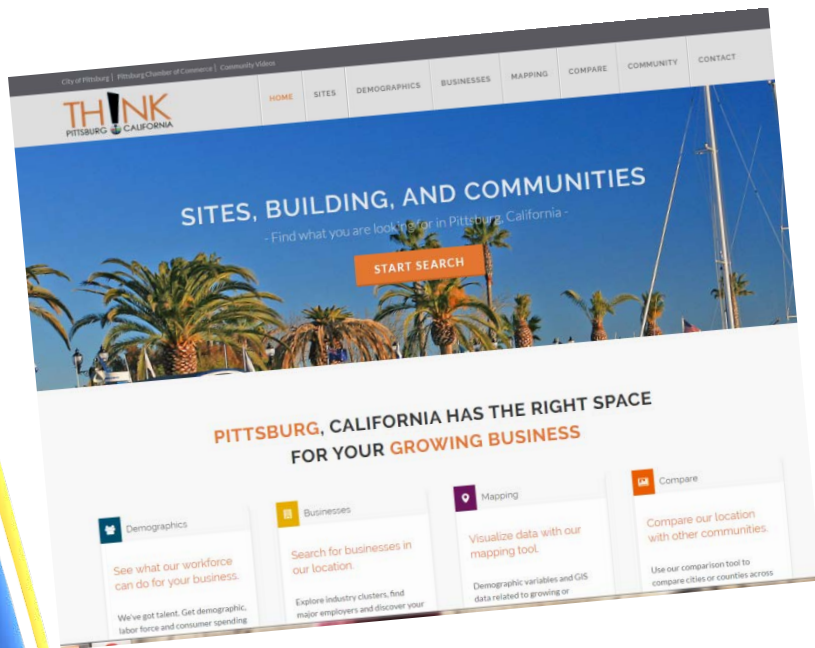 City of Pittsburg | Pittsburg Chamber of Commerce | Community Videos
TH!NK
PITTSBURG CALIFORNIA
HOME SITES DEMOGRAPHICS BUSINESSES MAPPING COMPARE COMMUNITY CONTACT
SITES, BUILDING, AND COMMUNITIES
- Find what you are looking for in Pittsburg, California -
START SEARCH
PITTSBURG, CALIFORNIA HAS THE RIGHT SPACE
FOR YOUR GROWING BUSINESS
Demographics
See what our workforce
can do for your business.
We've got talent. Get demographic,
labor force and consumer spending
Businesses
Search for businesses in
our location.
Explore industry clusters, find
major employers and discover your
Mapping
Visualize data with our
mapping tool.
Demographic variables and GIS
data related to growing or
Compare
Compare our location
with other communities.
Use our comparison tool to
compare cities or counties across